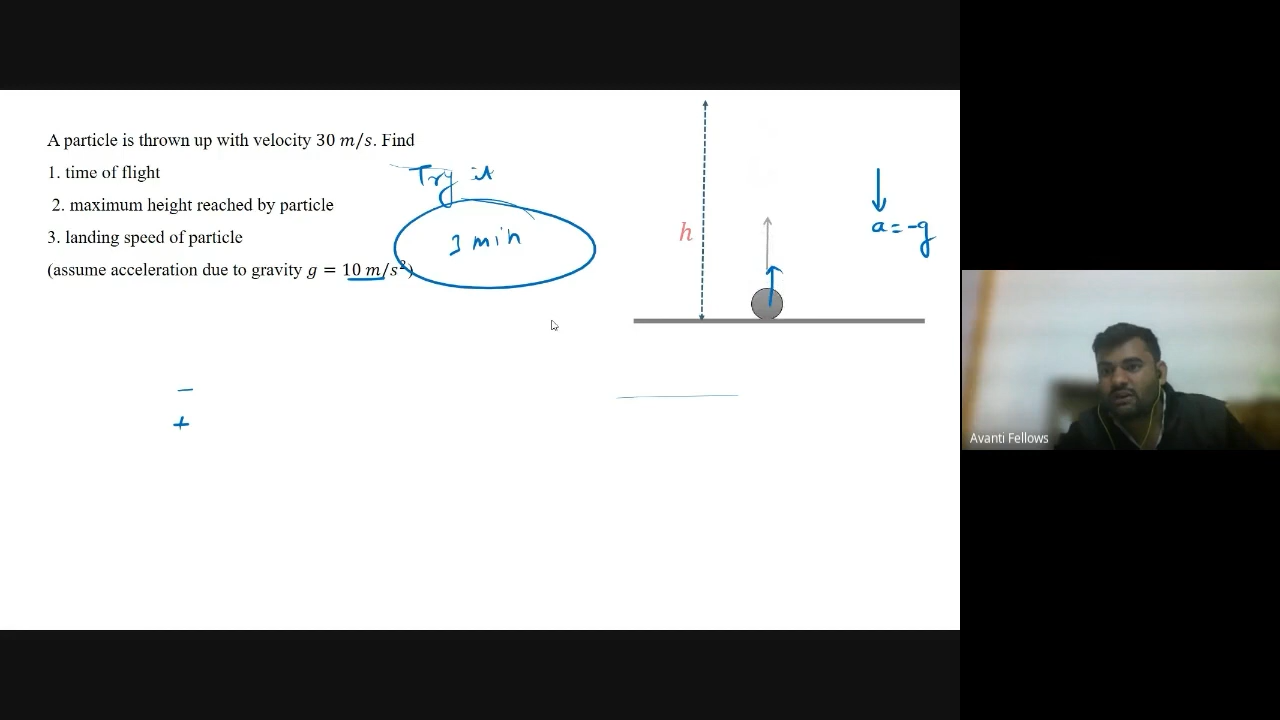 A particle is thrown up with velocity 30 m/s. Find
1. time of flight
2. maximum height reached by particle
3. landing speed of particle
(assume acceleration due to gravity g = 10 m/s²)
Try it
3 min
h
a = -g
-
+
Avanti Fellows